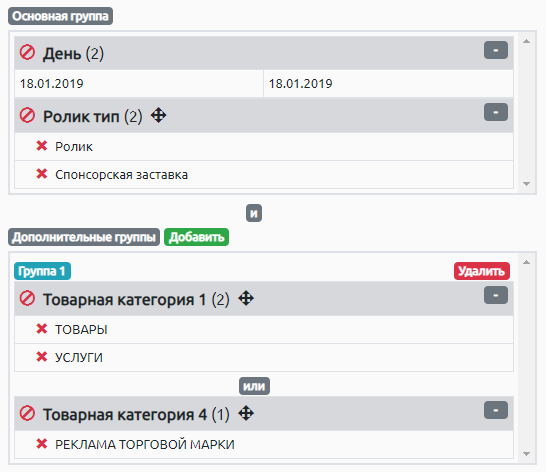 Основная группа
День (2) -
18.01.2019 18.01.2019
Ролик тип (2) -
Ролик
Спонсорская заставка
и
Дополнительные группы Добавить
Группа 1 Удалить
Товарная категория 1 (2) -
ТОВАРЫ
УСЛУГИ
или
Товарная категория 4 (1) -
РЕКЛАМА ТОРГОВОЙ МАРКИ